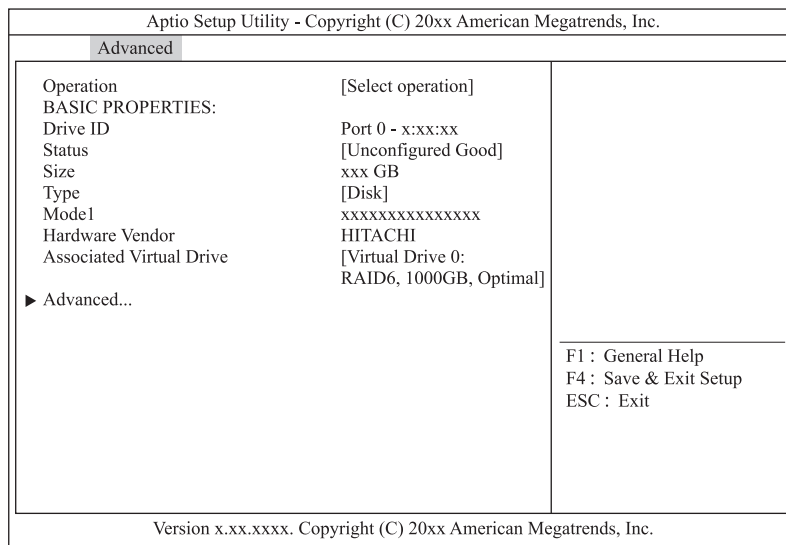 Aptio Setup Utility - Copyright (C) 20xx American Megatrends, Inc.
Advanced
Operation [Select operation]
BASIC PROPERTIES:
Drive ID Port 0 - x:xx:xx
Status [Unconfigured Good]
Size xxx GB
Type [Disk]
Mode1 xxxxxxxxxxxxxxx
Hardware Vendor HITACHI
Associated Virtual Drive [Virtual Drive 0:
RAID6, 1000GB, Optimal]
▶ Advanced...
F1 : General Help
F4 : Save & Exit Setup
ESC : Exit
Version x.xx.xxxx. Copyright (C) 20xx American Megatrends, Inc.